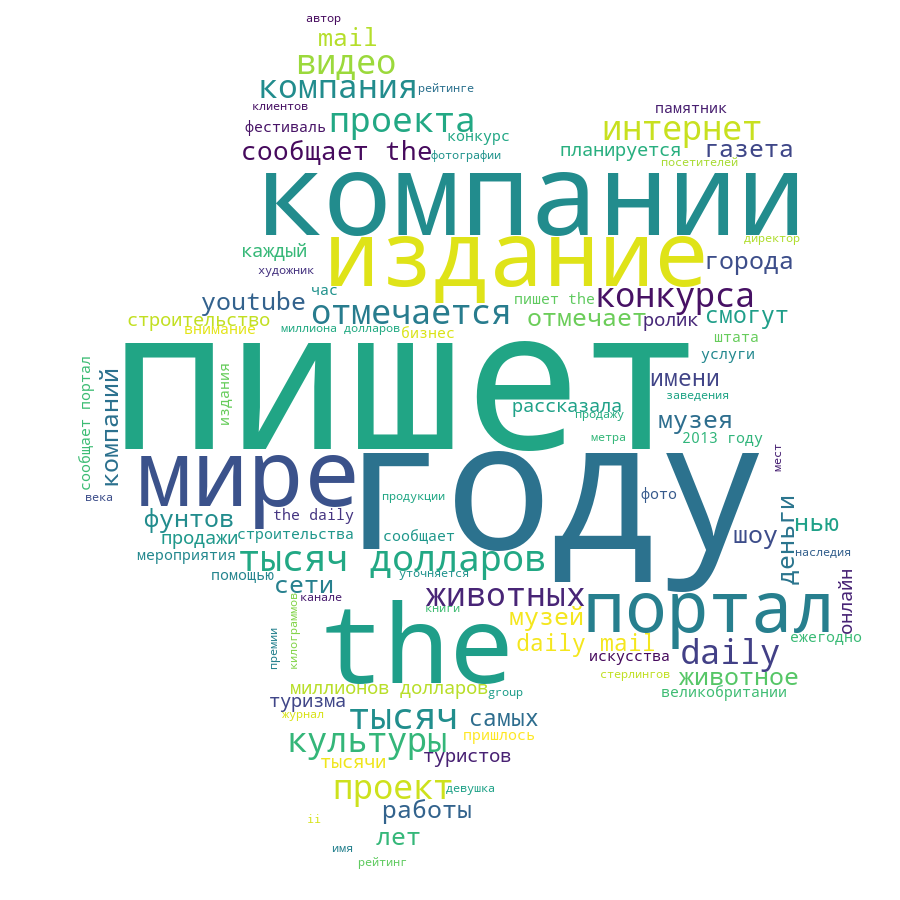 автор
mail
видео
компания
рейтинге
клиентов
памятник
проекта
фестиваль
интернет
конкурс
сообщает the
фотографии
планируется
газета
посетителей
компании
издание
директор
каждый
города
художник
час
youtube
отмечается
пишет the
конкурса
строительство
внимание
миллиона долларов
бизнес
отмечает
ролик
смогут
штата
услуги
пишет
сообщает портал
компаний
издания
имени
рассказала
продажу
заведения
музея
метра
2013 году
мест
мире
году
века
продукции
фото
фунтов
the daily
продажи
строительства
сообщает
шоу
деньги
нью
мероприятия
тысяч долларов
наследия
помощью
сети
уточняется
животных
онлайн
канале
книги
the
портал
килограммов
премии
музей
daily mail
ежегодно
искусства
daily
стерлингов
животное
миллионов долларов
group
великобритании
туризма
журнал
тысяч
самых
культуры
пришлось
тысячи
туристов
проект
девушка
работы
ii
лет
имя
рейтинг